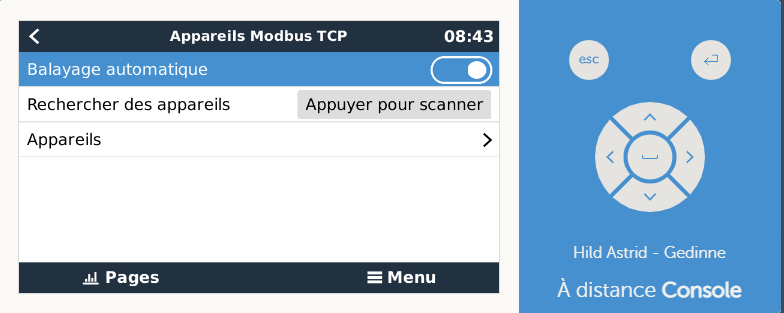 Appareils Modbus TCP 08:43
Balayage automatique
Rechercher des appareils Appuyer pour scanner
Appareils
Pages Menu
esc
Hild Astrid - Gedinne
À distance Console